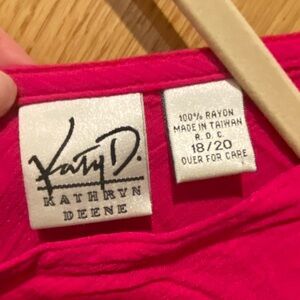 Katy D.
KATHRYN
DEENE
100% RAYON
MADE IN TAIWAN
R. O. C.
18/20
OVER FOR CARE